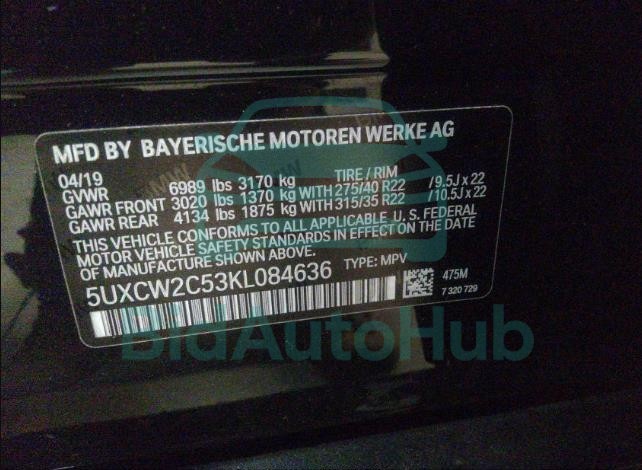 MFD BY BAYERISCHE MOTOREN WERKE AG
04/19 TIRE / RIM
GVWR 6989 lbs 3170 kg
GAWR FRONT 3020 lbs 1370 kg WITH 275/40 R22 / 9.5J x 22
GAWR REAR 4134 lbs 1875 kg WITH 315/35 R22 / 10.5J x 22
THIS VEHICLE CONFORMS TO ALL APPLICABLE U. S. FEDERAL
MOTOR VEHICLE SAFETY STANDARDS IN EFFECT ON THE DATE
OF MANUFACTURE SHOWN ABOVE.
5UXCW2C53KL084636 TYPE: MPV 475M
7 320 729
BidAutoHub